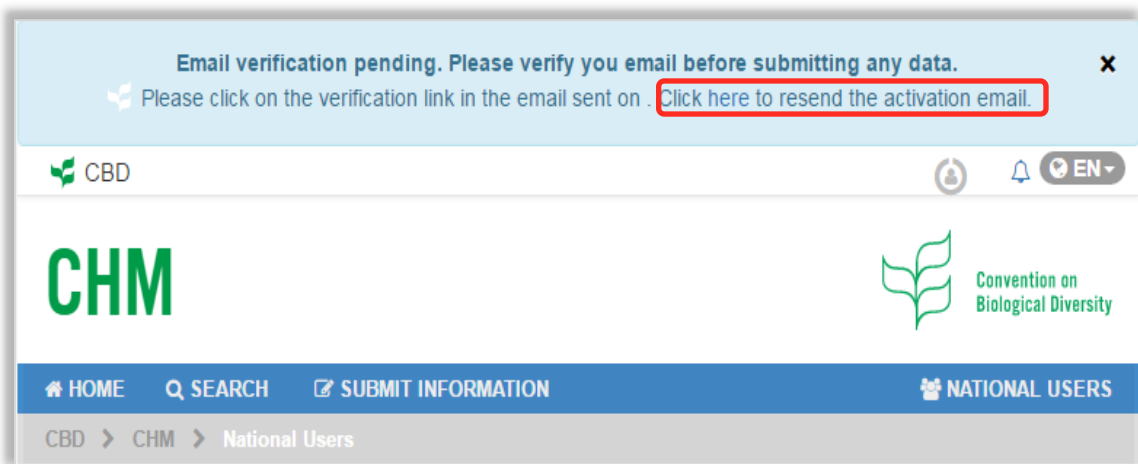 Email verification pending. Please verify you email before submitting any data.
Please click on the verification link in the email sent on . Click here to resend the activation email.
CBD
EN
CHM
Convention on
Biological Diversity
HOME SEARCH SUBMIT INFORMATION NATIONAL USERS
CBD > CHM > National Users